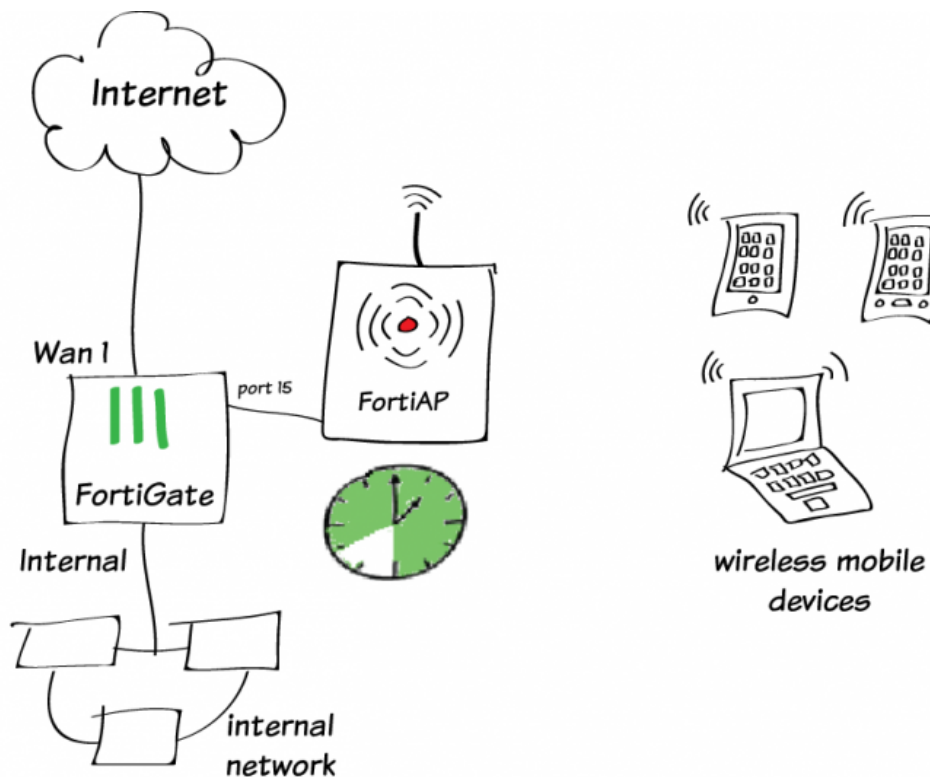 Internet
Wan 1
port 15
FortiAP
FortiGate
Internal
wireless mobile
devices
internal
network